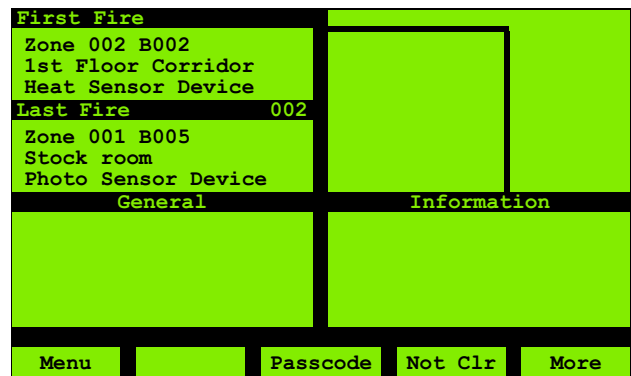 First Fire
Zone 002 B002
1st Floor Corridor
Heat Sensor Device
Last Fire 002
Zone 001 B005
Stock room
Photo Sensor Device
General Information
Menu Passcode Not Clr More